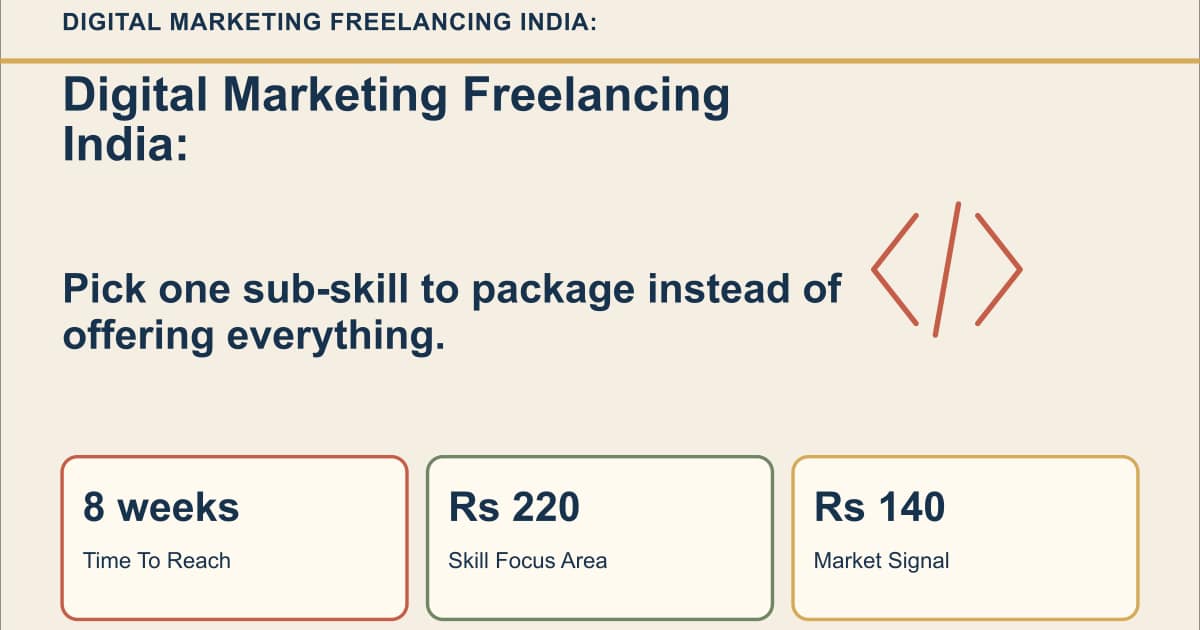 DIGITAL MARKETING FREELANCING INDIA:
Digital Marketing Freelancing
India:
Pick one sub-skill to package instead of
offering everything.
8 weeks
Time To Reach
Rs 220
Skill Focus Area
Rs 140
Market Signal